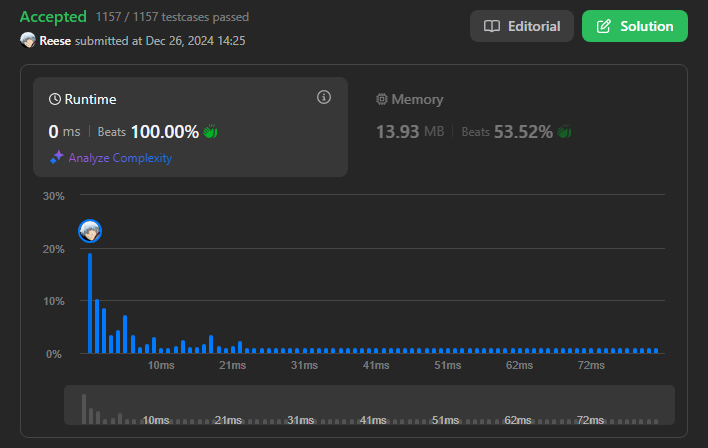 Accepted 1157 / 1157 testcases passed
Editorial
Solution
Reese submitted at Dec 26, 2024 14:25
Runtime
0 ms | Beats 100.00%
Analyze Complexity
Memory
13.93 MB | Beats 53.52%
30%
20%
10%
0%
10ms 21ms 31ms 41ms 51ms 62ms 72ms
10ms 21ms 31ms 41ms 51ms 62ms 72ms